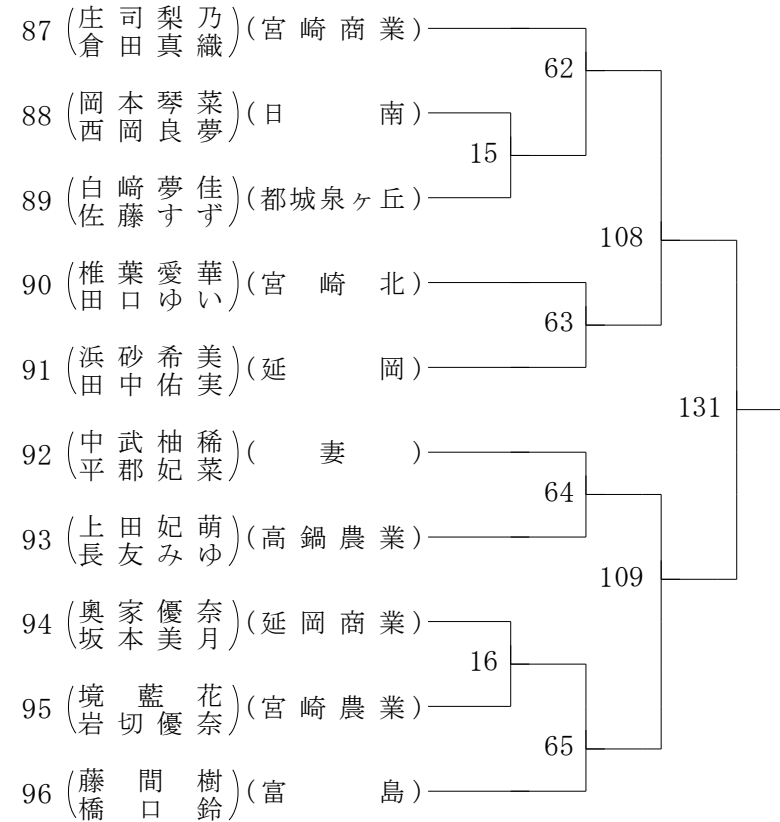 87 (庄司梨乃 倉田真織)(宮崎商業)
62
88 (岡本琴菜 西岡良夢)(日南)
15
89 (白﨑夢佳 佐藤すず)(都城泉ヶ丘)
108
90 (椎葉愛華 田口ゆい)(宮崎北)
63
91 (浜砂希美 田中佑実)(延岡)
131
92 (中武柚稀 平郡妃菜)(妻)
64
93 (上田妃萌 長友みゆ)(高鍋農業)
109
94 (奥家優奈 坂本美月)(延岡商業)
16
95 (境藍花 岩切優奈)(宮崎農業)
65
96 (藤間樹 橋口鈴)(富島)